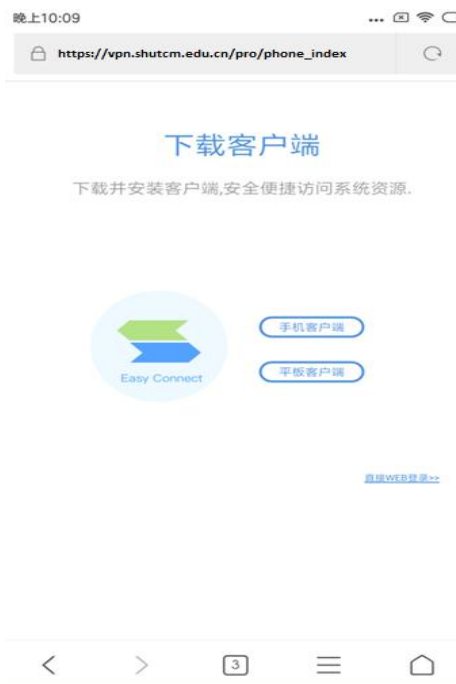 晚上10:09
https://vpn.shutcm.edu.cn/pro/phone_index
下载客户端
下载并安装客户端,安全便捷访问系统资源.
手机客户端
平板客户端
Easy Connect
直接WEB登录>>
3